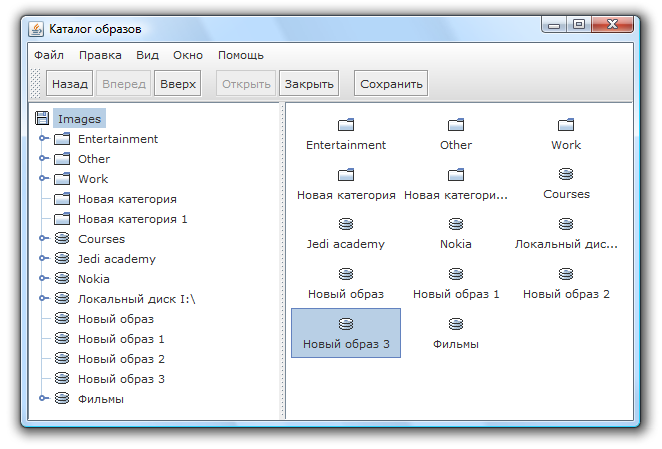 Каталог образов
Файл Правка Вид Окно Помощь
Назад Вперед Вверх Открыть Закрыть Сохранить
Images
Entertainment
Other
Work
Новая категория
Новая категория 1
Courses
Jedi academy
Nokia
Локальный диск I:\
Новый образ
Новый образ 1
Новый образ 2
Новый образ 3
Фильмы
Entertainment Other Work
Новая категория Новая категори... Courses
Jedi academy Nokia Локальный дис...
Новый образ Новый образ 1 Новый образ 2
Новый образ 3 Фильмы